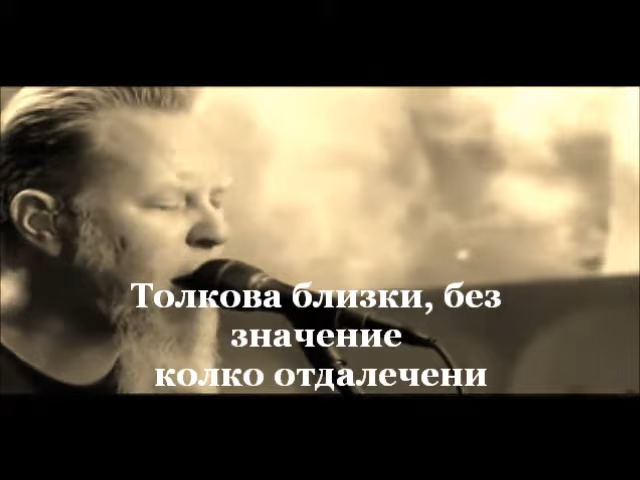 Толкова близки, без
значение
колко отдалечени